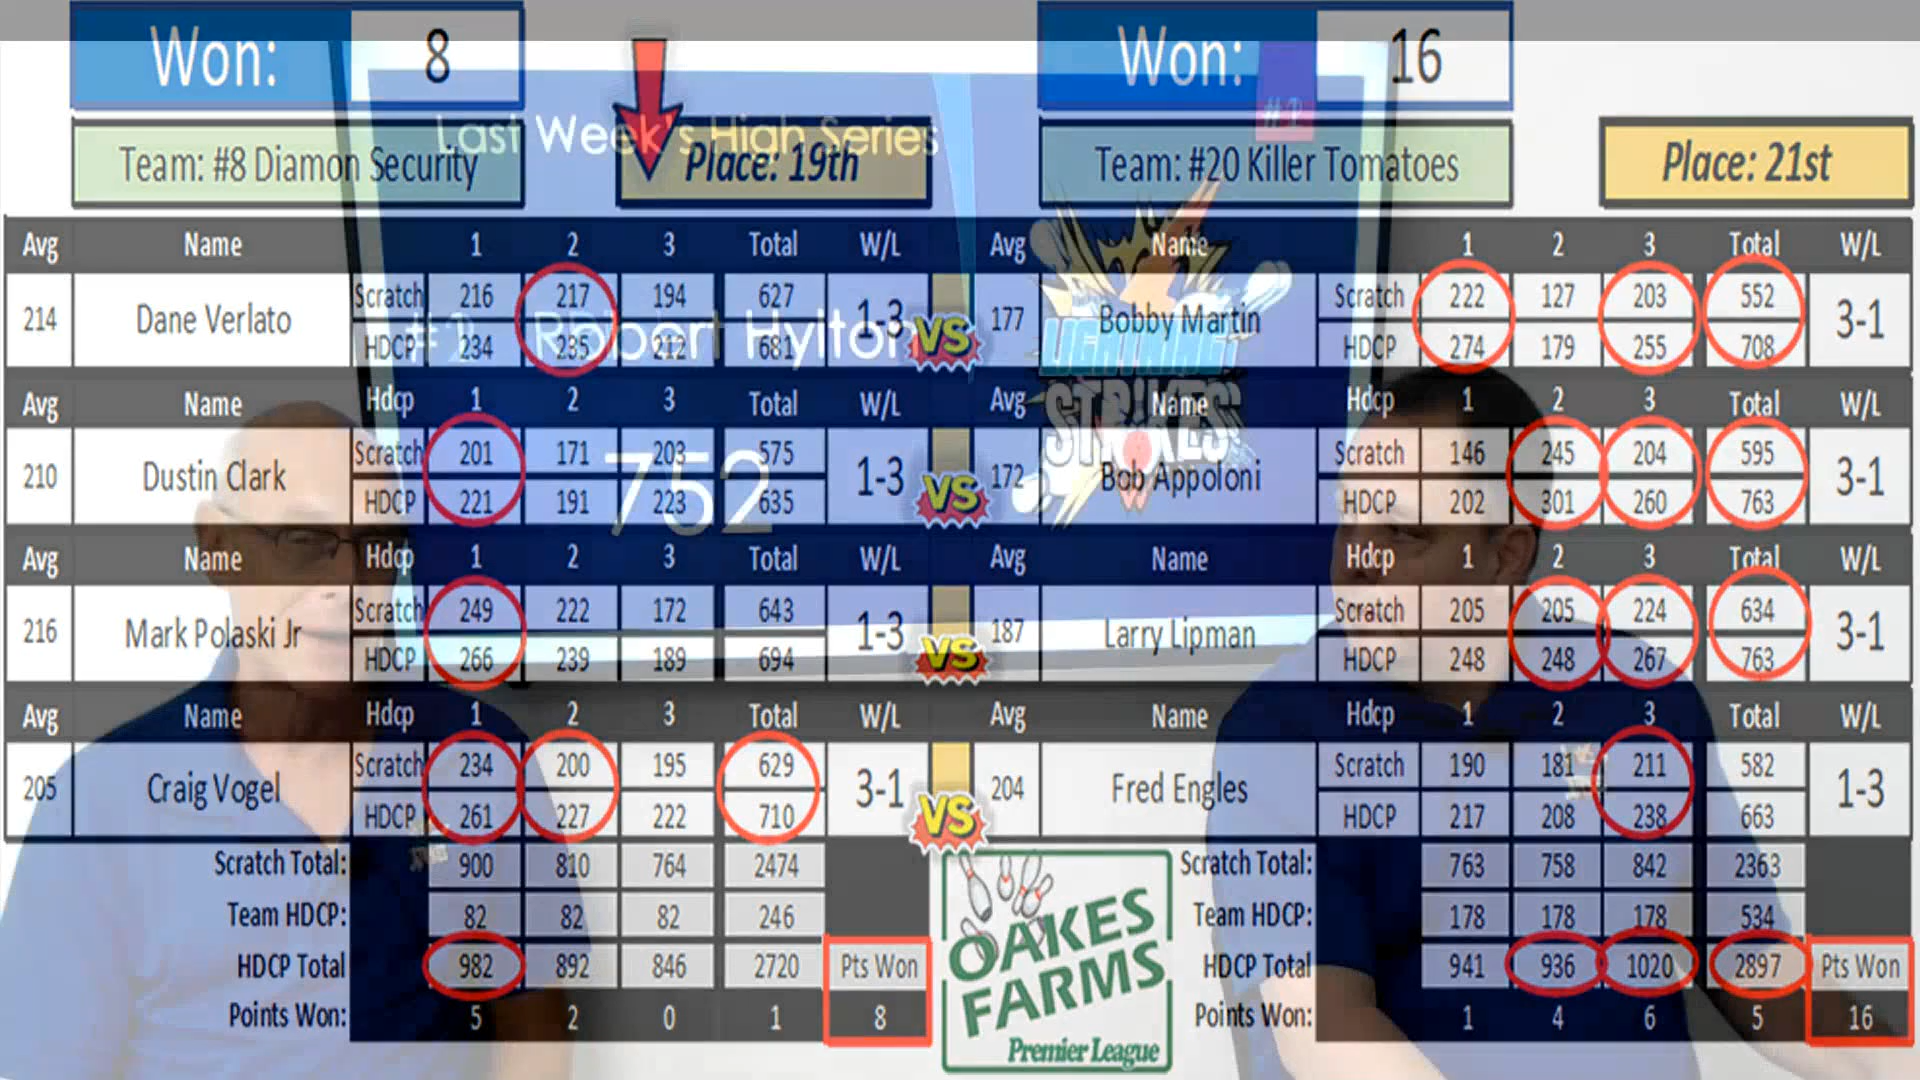 Won: 8
Won: 16
Last Week's High Series
# 2
Team: #8 Diamon Security
Place: 19th
Team: #20 Killer Tomatoes
Place: 21st
Avg Name 1 2 3 Total W/L Avg Name 1 2 3 Total W/L
214 Dane Verlato Scratch 216 217 194 627 1-3 VS 177 Bobby Martin Scratch 222 127 203 552 3-1
HDCP 234 235 212 681 HDCP 274 179 255 708
# 2 Robert Hylton
LIGHTNING STRIKES!
Avg Name Hdcp 1 2 3 Total W/L Avg Name Hdcp 1 2 3 Total W/L
210 Dustin Clark Scratch 201 171 203 575 1-3 VS 172 Bob Appoloni Scratch 146 245 204 595 3-1
HDCP 221 191 223 635 HDCP 202 301 260 763
752
Avg Name Hdcp 1 2 3 Total W/L Avg Name Hdcp 1 2 3 Total W/L
216 Mark Polaski Jr Scratch 249 222 172 643 1-3 VS 187 Larry Lipman Scratch 205 205 224 634 3-1
HDCP 266 239 189 694 HDCP 248 248 267 763
Avg Name Hdcp 1 2 3 Total W/L Avg Name Hdcp 1 2 3 Total W/L
205 Craig Vogel Scratch 234 200 195 629 3-1 VS 204 Fred Engles Scratch 190 181 211 582 1-3
HDCP 261 227 222 710 HDCP 217 208 238 663
Scratch Total: 900 810 764 2474 Scratch Total: 763 758 842 2363
Team HDCP: 82 82 82 246 Team HDCP: 178 178 178 534
HDCP Total 982 892 846 2720 Pts Won HDCP Total 941 936 1020 2897 Pts Won
Points Won: 5 2 0 1 8 Points Won: 1 4 6 5 16
OAKES
FARMS
Premier League